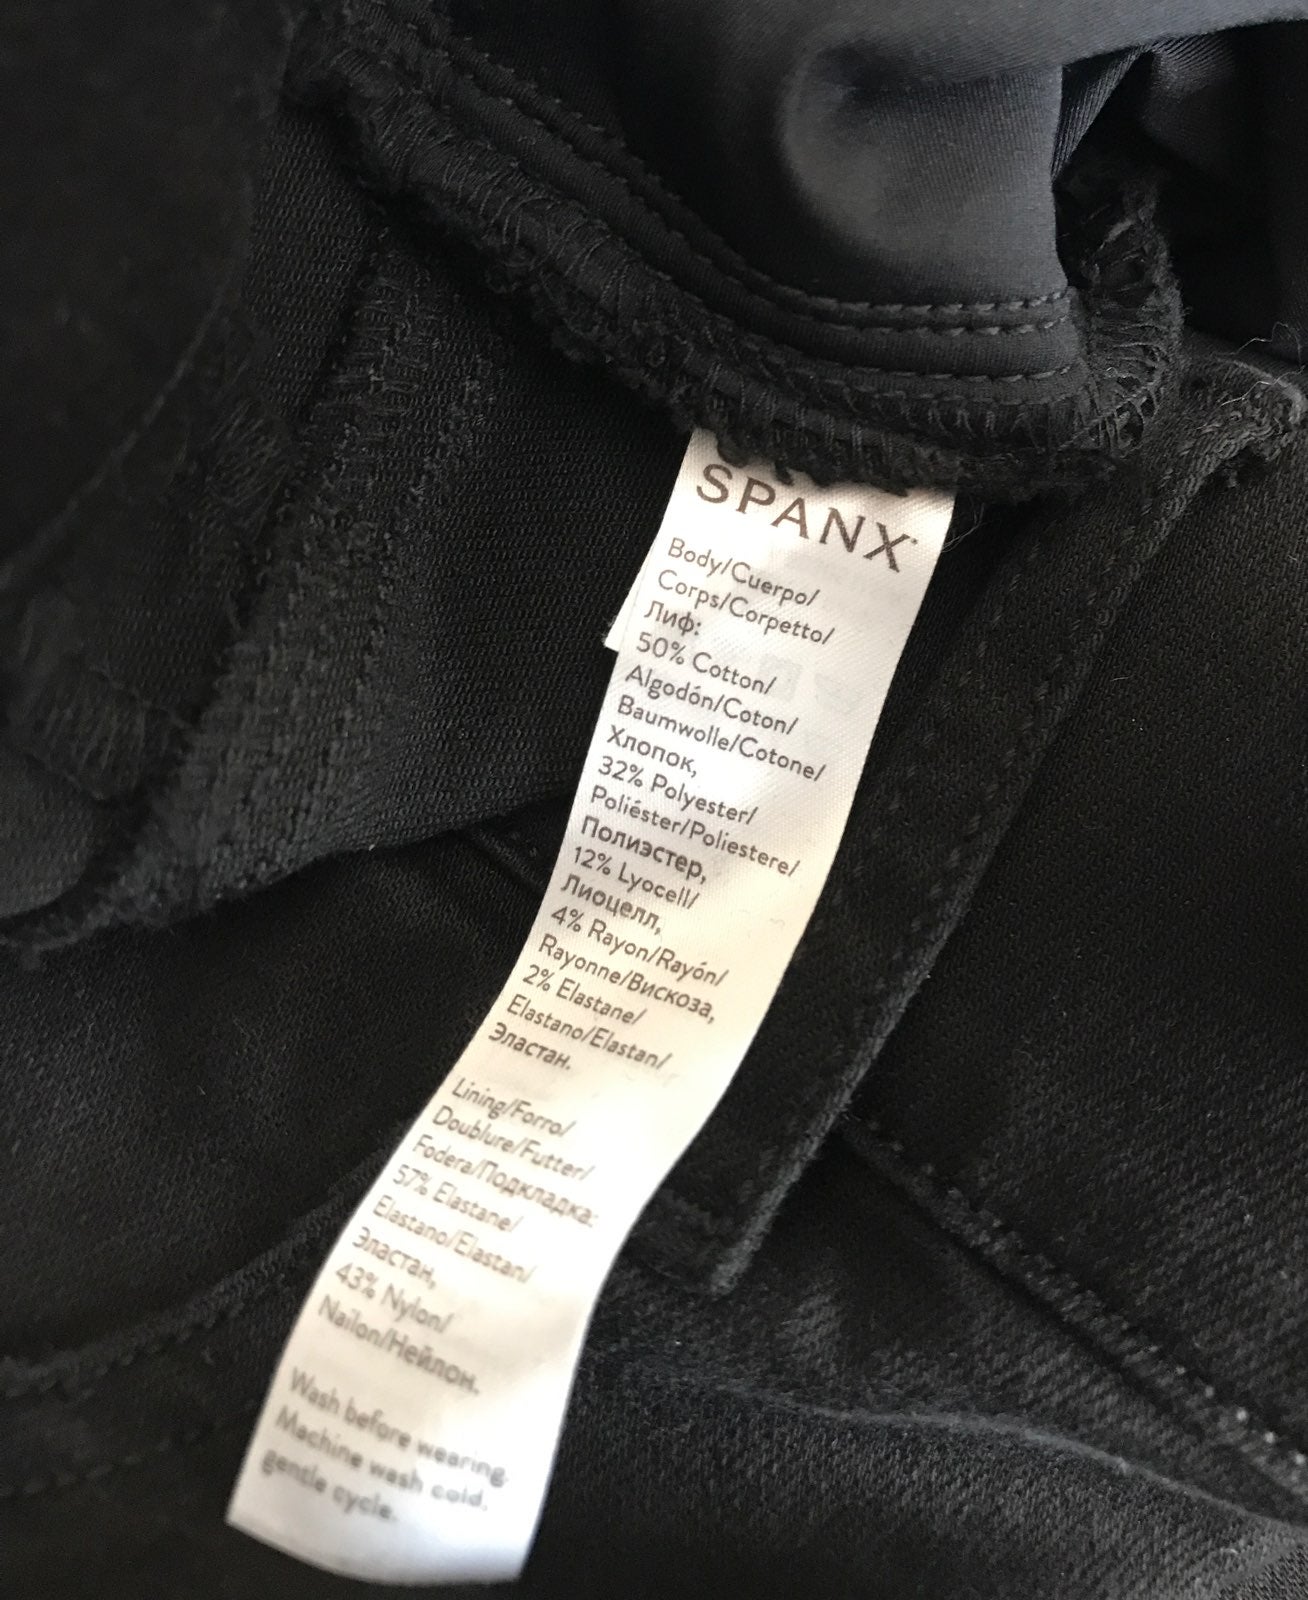 SPANX
Body/Cuerpo/
Corps/Corpetto/
Лиф:
50% Cotton/
Algodón/Coton/
Baumwolle/Cotone/
Хлопок,
32% Polyester/
Poliéster/Poliestere/
Полиэстер,
12% Lyocell/
Лиоцелл,
4% Rayon/Rayón/
Rayonne/Вискоза,
2% Elastane/
Elastano/Elastan/
Эластан.
Lining/Forro/
Doublure/Futter/
Fodera/Подкладка:
57% Elastane/
Elastano/Elastan/
Эластан,
43% Nylon/
Naílon/Нейлон.
Wash before wearing.
Machine wash cold,
gentle cycle.